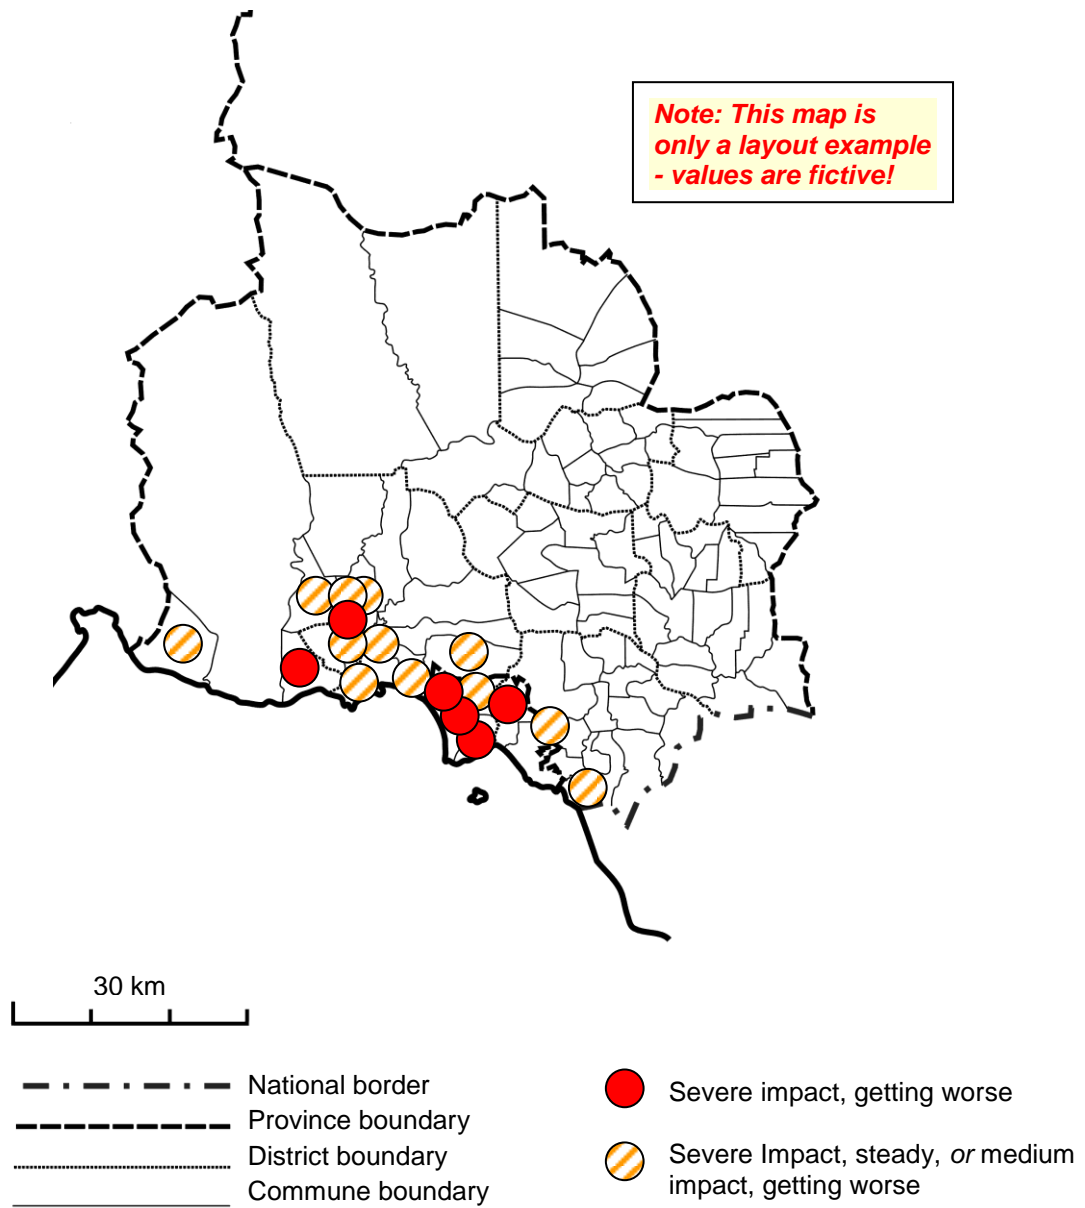 Note: This map is
only a layout example
- values are fictive!
30 km
National border
Province boundary
District boundary
Commune boundary
Severe impact, getting worse
Severe Impact, steady, or medium
impact, getting worse